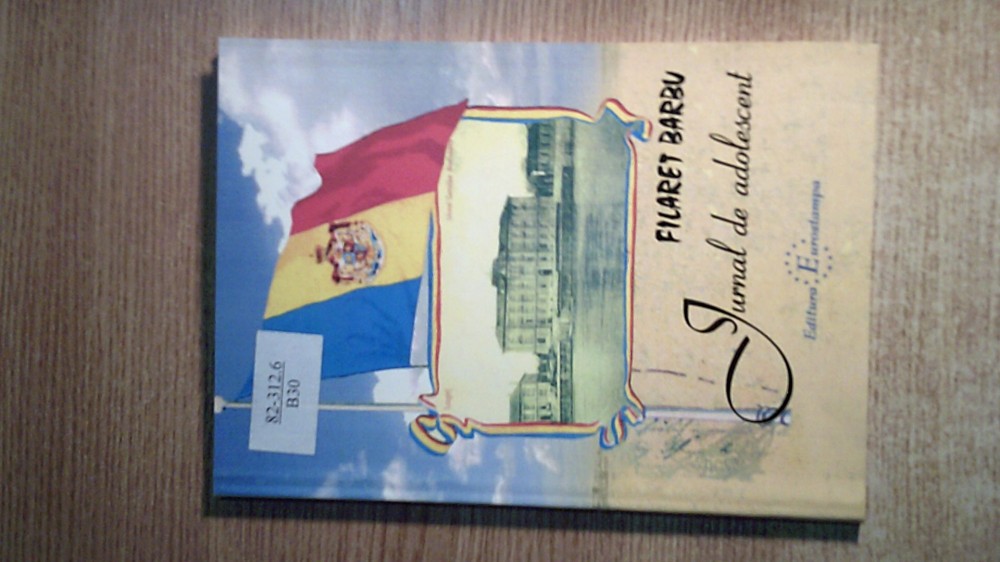 FILARET BARBU
Jurnal de adolescent
Editura Eurostampa
82-312.6
B30